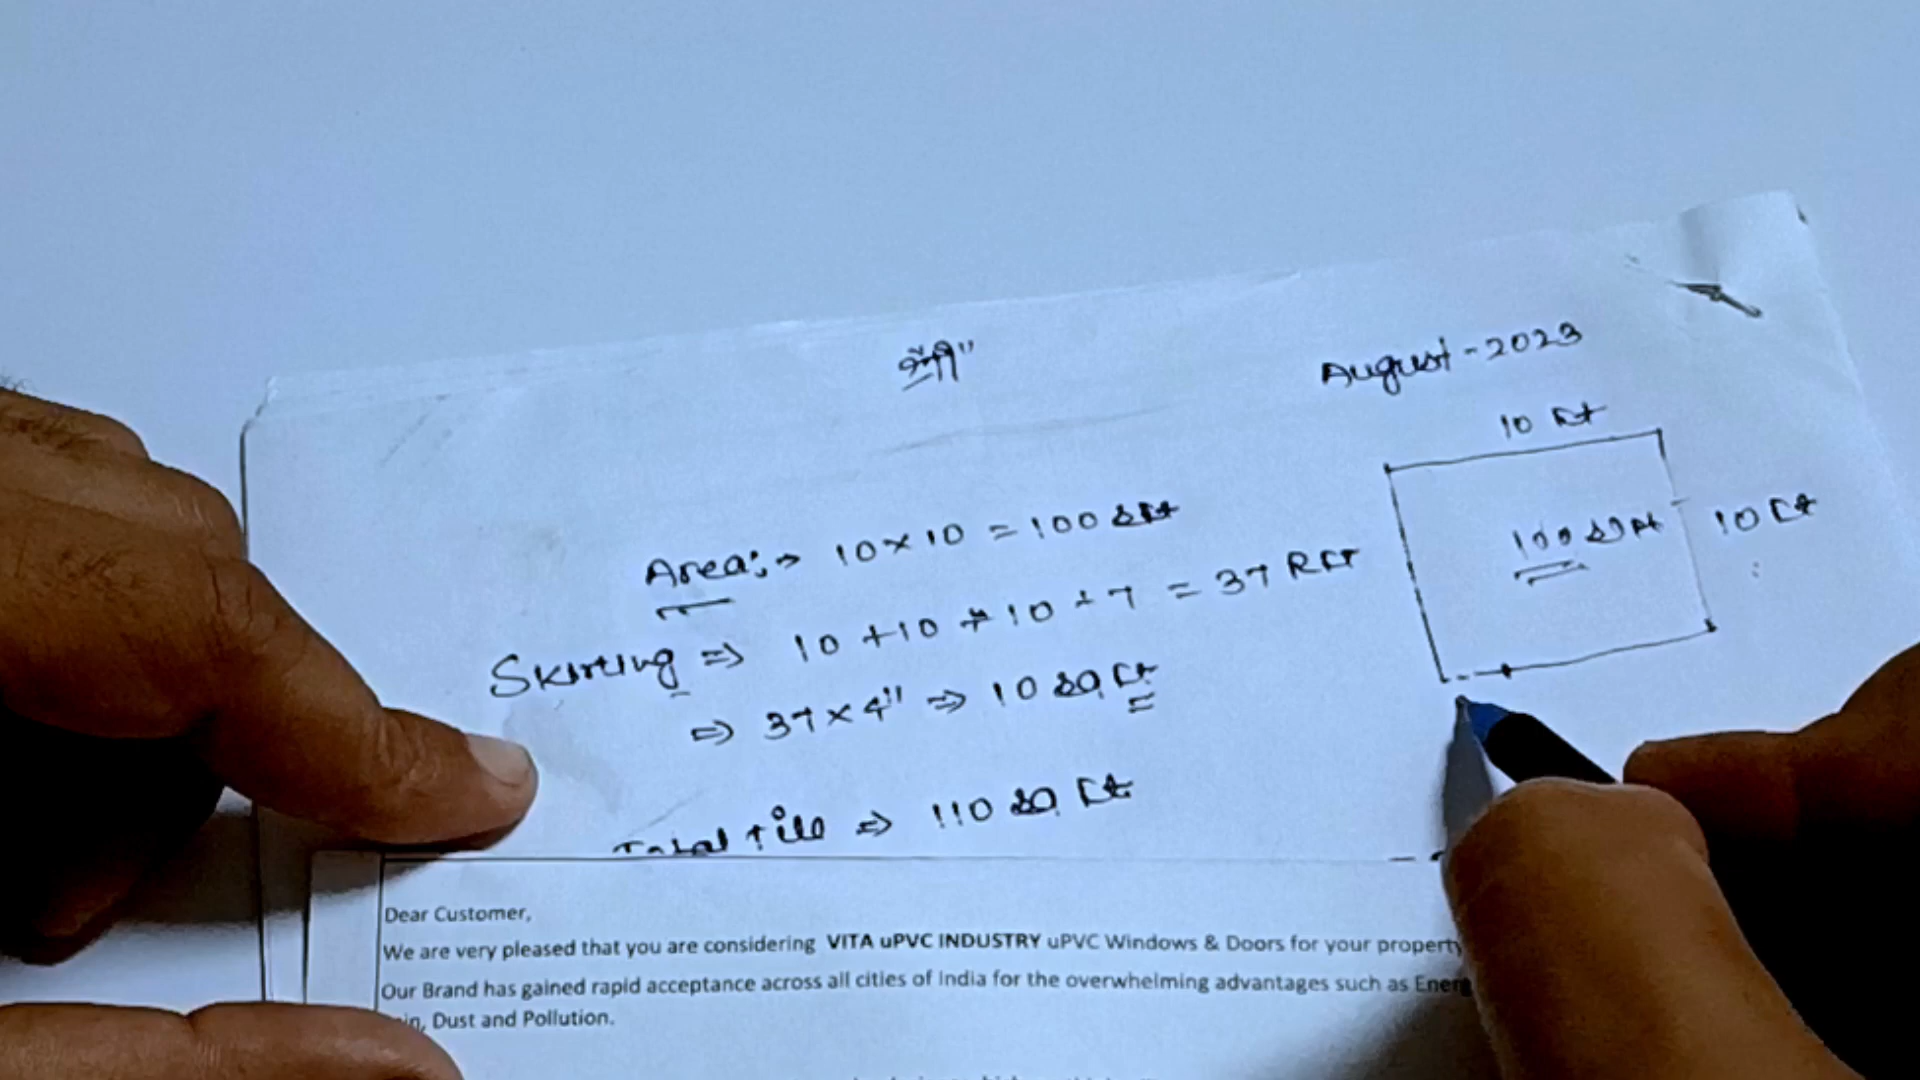 August-2023
10 ft
Area:→ 10×10 = 100 sft
100 sq ft
10 ft
Skirting ⇒ 10+10+10+7 = 37 Rft
⇒ 37×4" ⇒ 10 sq ft
Total tile ⇒ 110 sq ft
Dear Customer,
We are very pleased that you are considering VITA uPVC INDUSTRY uPVC Windows & Doors for your property
Our Brand has gained rapid acceptance across all cities of India for the overwhelming advantages such as
Dust and Pollution.